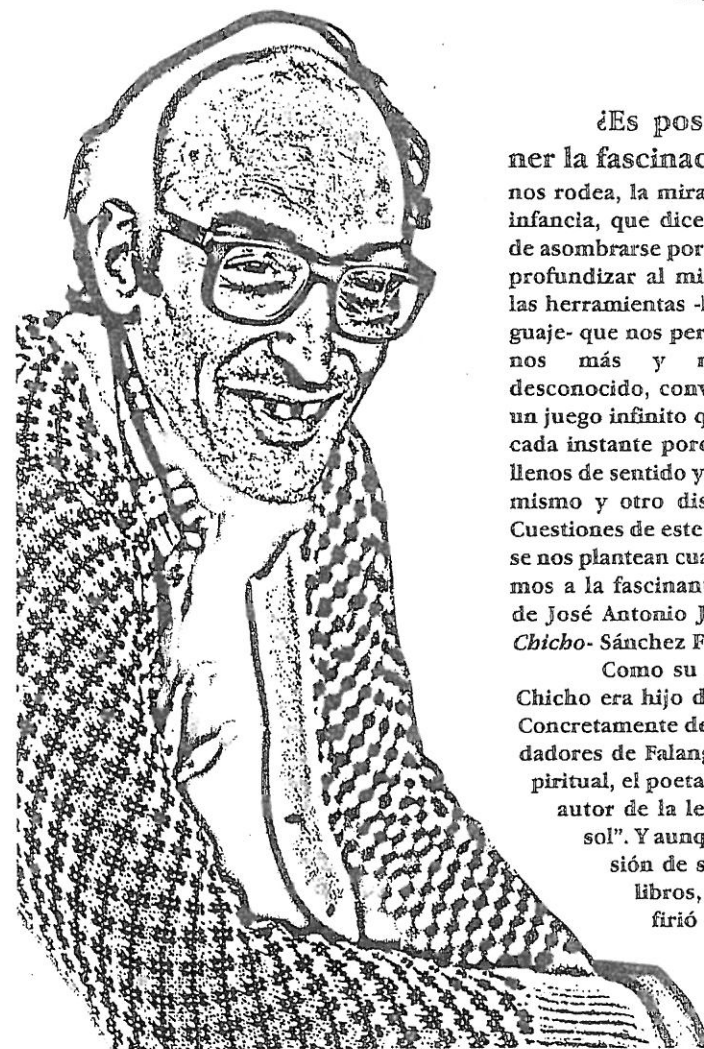 ¿Es pos
ner la fascinac
nos rodea, la mira
infancia, que dice
de asombrarse por
profundizar al mi
las herramientas -l
guaje- que nos per
nos más y
desconocido, conv
un juego infinito q
cada instante porq
llenos de sentido y
mismo y otro dis
Cuestiones de este
se nos plantean cua
mos a la fascinant
de José Antonio J
Chicho- Sánchez F
Como su
Chicho era hijo d
Concretamente de
dadores de Falang
piritual, el poeta
autor de la le
sol”. Y aunq
sión de s
libros,
firió